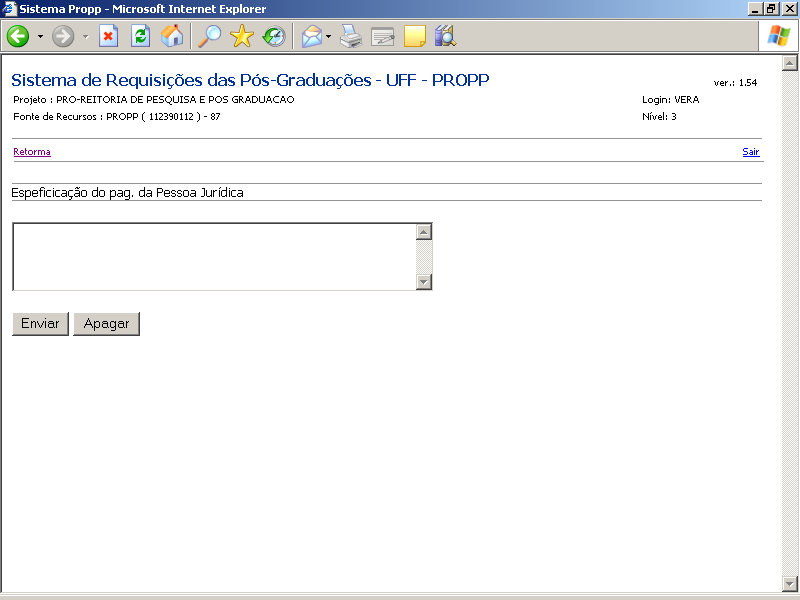 Sistema Propp - Microsoft Internet Explorer
Sistema de Requisições das Pós-Graduações - UFF - PROPP
ver.: 1.54
Projeto : PRO-REITORIA DE PESQUISA E POS GRADUACAO
Login: VERA
Fonte de Recursos : PROPP ( 112390112 ) - 87
Nível: 3
Retorma
Sair
Espeficicação do pag. da Pessoa Jurídica
Enviar
Apagar